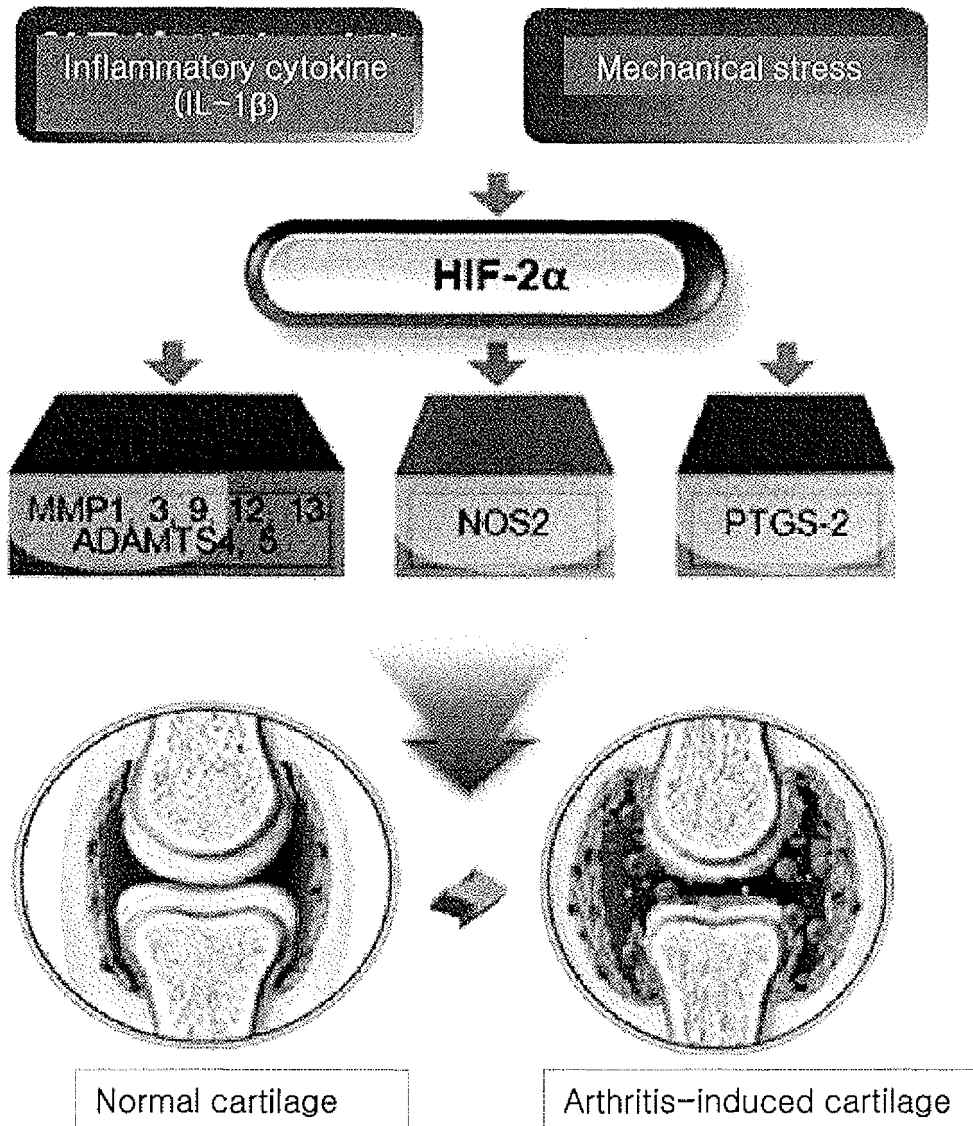 Inflammatory cytokine
(IL-1β)
Mechanical stress
HIF-2α
MMP1, 3, 9, 12, 13
ADAMTS4, 5
NOS2
PTGS-2
Normal cartilage
Arthritis-induced cartilage